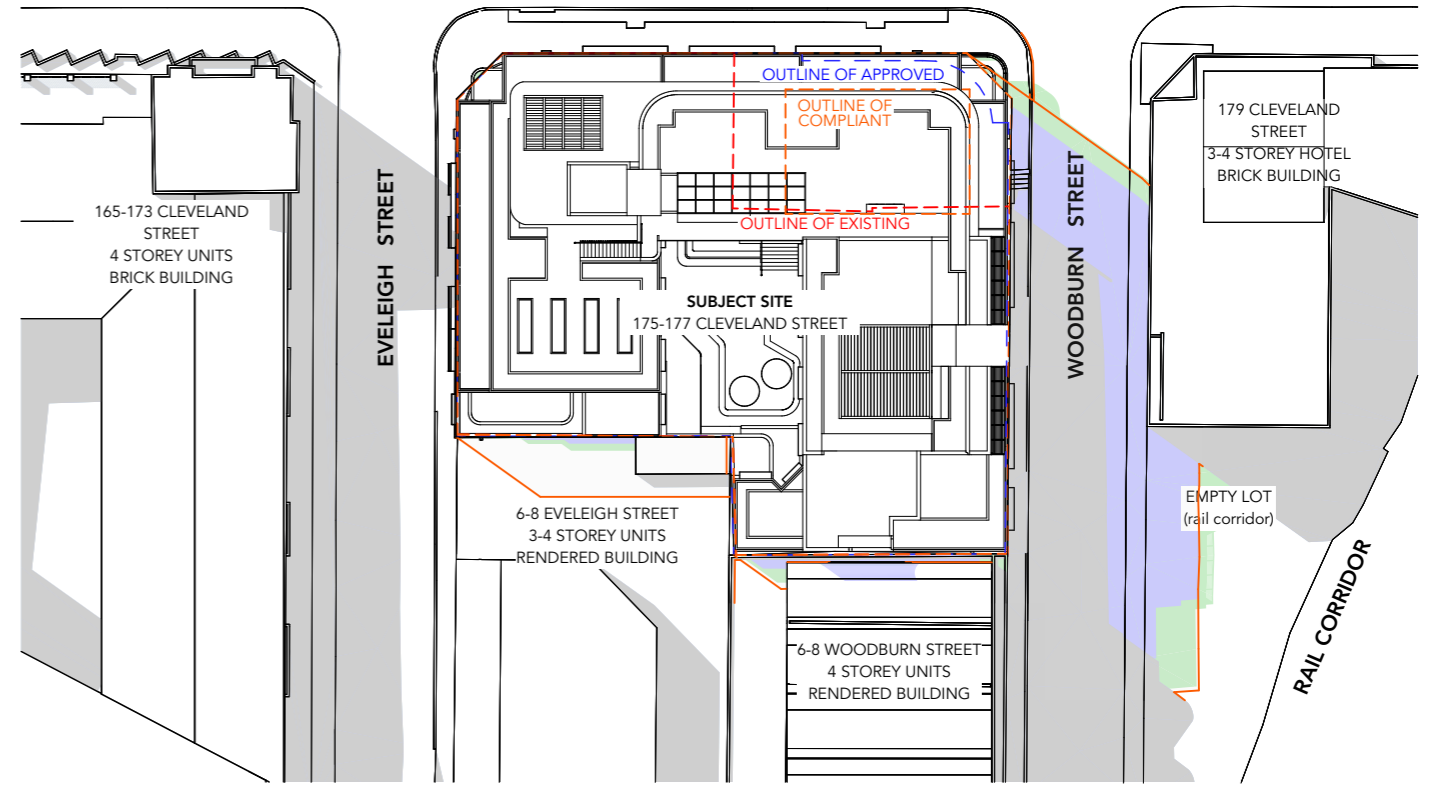 OUTLINE OF APPROVED
OUTLINE OF
COMPLIANT
OUTLINE OF EXISTING
165-173 CLEVELAND
STREET
4 STOREY UNITS
BRICK BUILDING
EVELEIGH STREET
SUBJECT SITE
175-177 CLEVELAND STREET
WOODBURN STREET
179 CLEVELAND
STREET
3-4 STOREY HOTEL
BRICK BUILDING
6-8 EVELEIGH STREET
3-4 STOREY UNITS
RENDERED BUILDING
EMPTY LOT
(rail corridor)
RAIL CORRIDOR
6-8 WOODBURN STREET
4 STOREY UNITS
RENDERED BUILDING